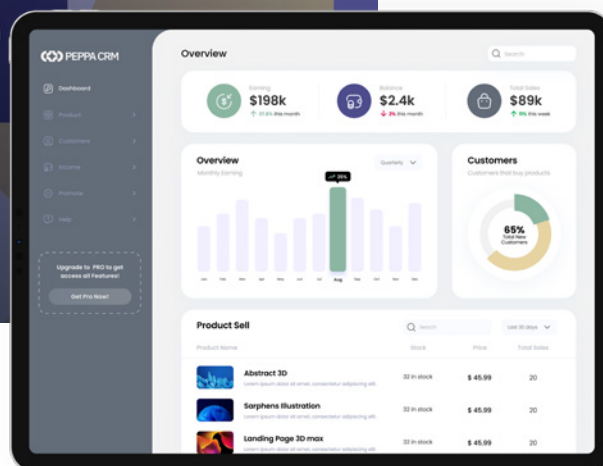 PEPPA CRM
Dashboard
Product
Customers
Income
Promote
Help
Upgrade to PRO to get
access all Features!
Get Pro Now!
Overview
Search
Earning
$198k
37.8% this month
Balance
$2.4k
2% this month
Total Sales
$89k
11% this week
Overview
Monthly Earning
Quarterly
25%
Jan Feb Mar Apr May Jun Jul Aug Sep Oct Nov Dec
Customers
Customers that buy products
65%
Total New
Customers
Product Sell
Search
Last 30 days
Product Name Stock Price Total Sales
Abstract 3D
Lorem ipsum dolor sit amet, consectetur adipiscing elit.
32 in stock $ 45.99 20
Sarphens Illustration
Lorem ipsum dolor sit amet, consectetur adipiscing elit.
32 in stock $ 45.99 20
Landing Page 3D max
Lorem ipsum dolor sit amet, consectetur adipiscing elit.
32 in stock $ 45.99 20